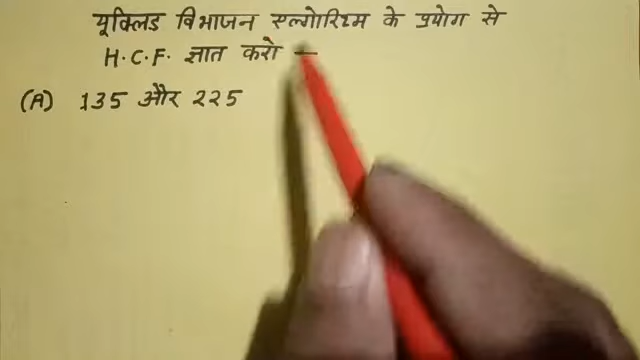 यूक्लिड विभाजन एल्गोरिथ्म के प्रयोग से
H.C.F. ज्ञात करो –
(A) 135 और 225